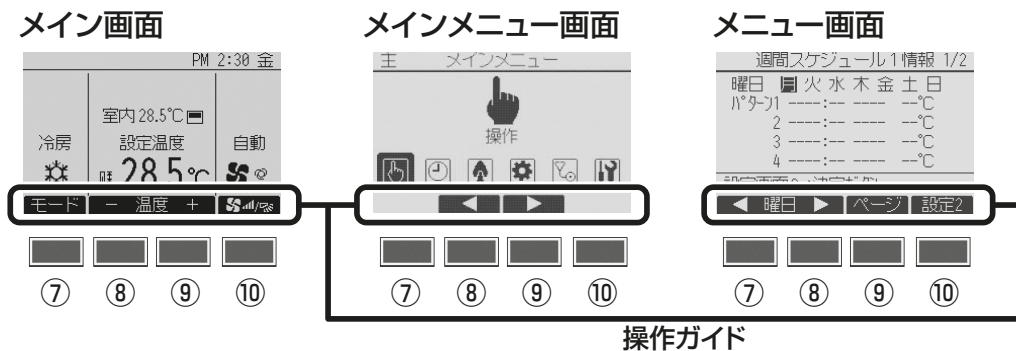 メイン画面
PM 2:30 金
室内 28.5℃
冷房 設定温度 自動
28.5℃
モード － 温度 ＋
⑦ ⑧ ⑨ ⑩
メインメニュー画面
主 メインメニュー
操作
◀ ▶
⑦ ⑧ ⑨ ⑩
メニュー画面
週間スケジュール1情報 1/2
曜日 月 火 水 木 金 土 日
パターン1 ----:-- ---- --℃
2 ----:-- ---- --℃
3 ----:-- ---- --℃
4 ----:-- ---- --℃
◀ 曜日 ▶ ページ 設定2
⑦ ⑧ ⑨ ⑩
操作ガイド